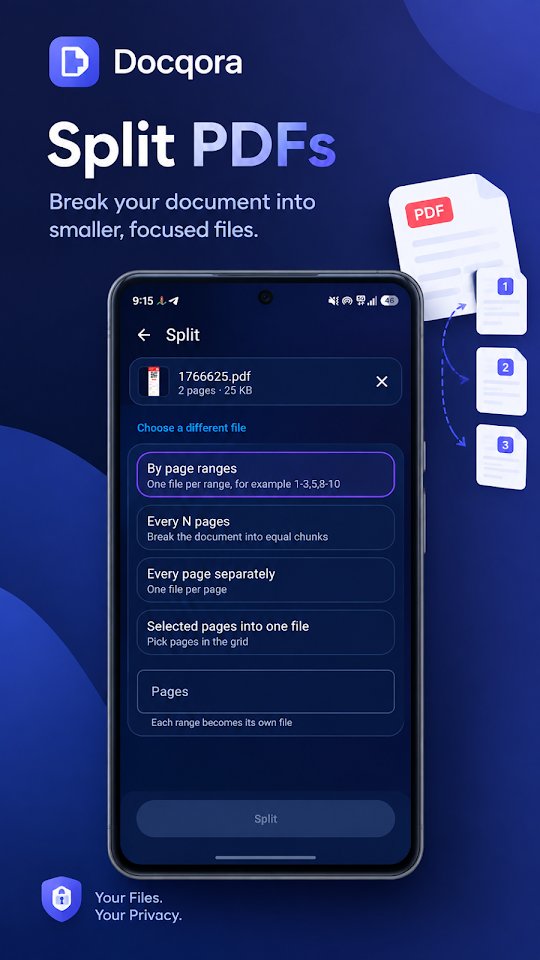 Docqora
Split PDFs
Break your document into
smaller, focused files.
PDF
1
2
3
9:15
46
Split
1766625.pdf
2 pages · 25 KB
Choose a different file
By page ranges
One file per range, for example 1-3,5,8-10
Every N pages
Break the document into equal chunks
Every page separately
One file per page
Selected pages into one file
Pick pages in the grid
Pages
Each range becomes its own file
Split
Your Files.
Your Privacy.